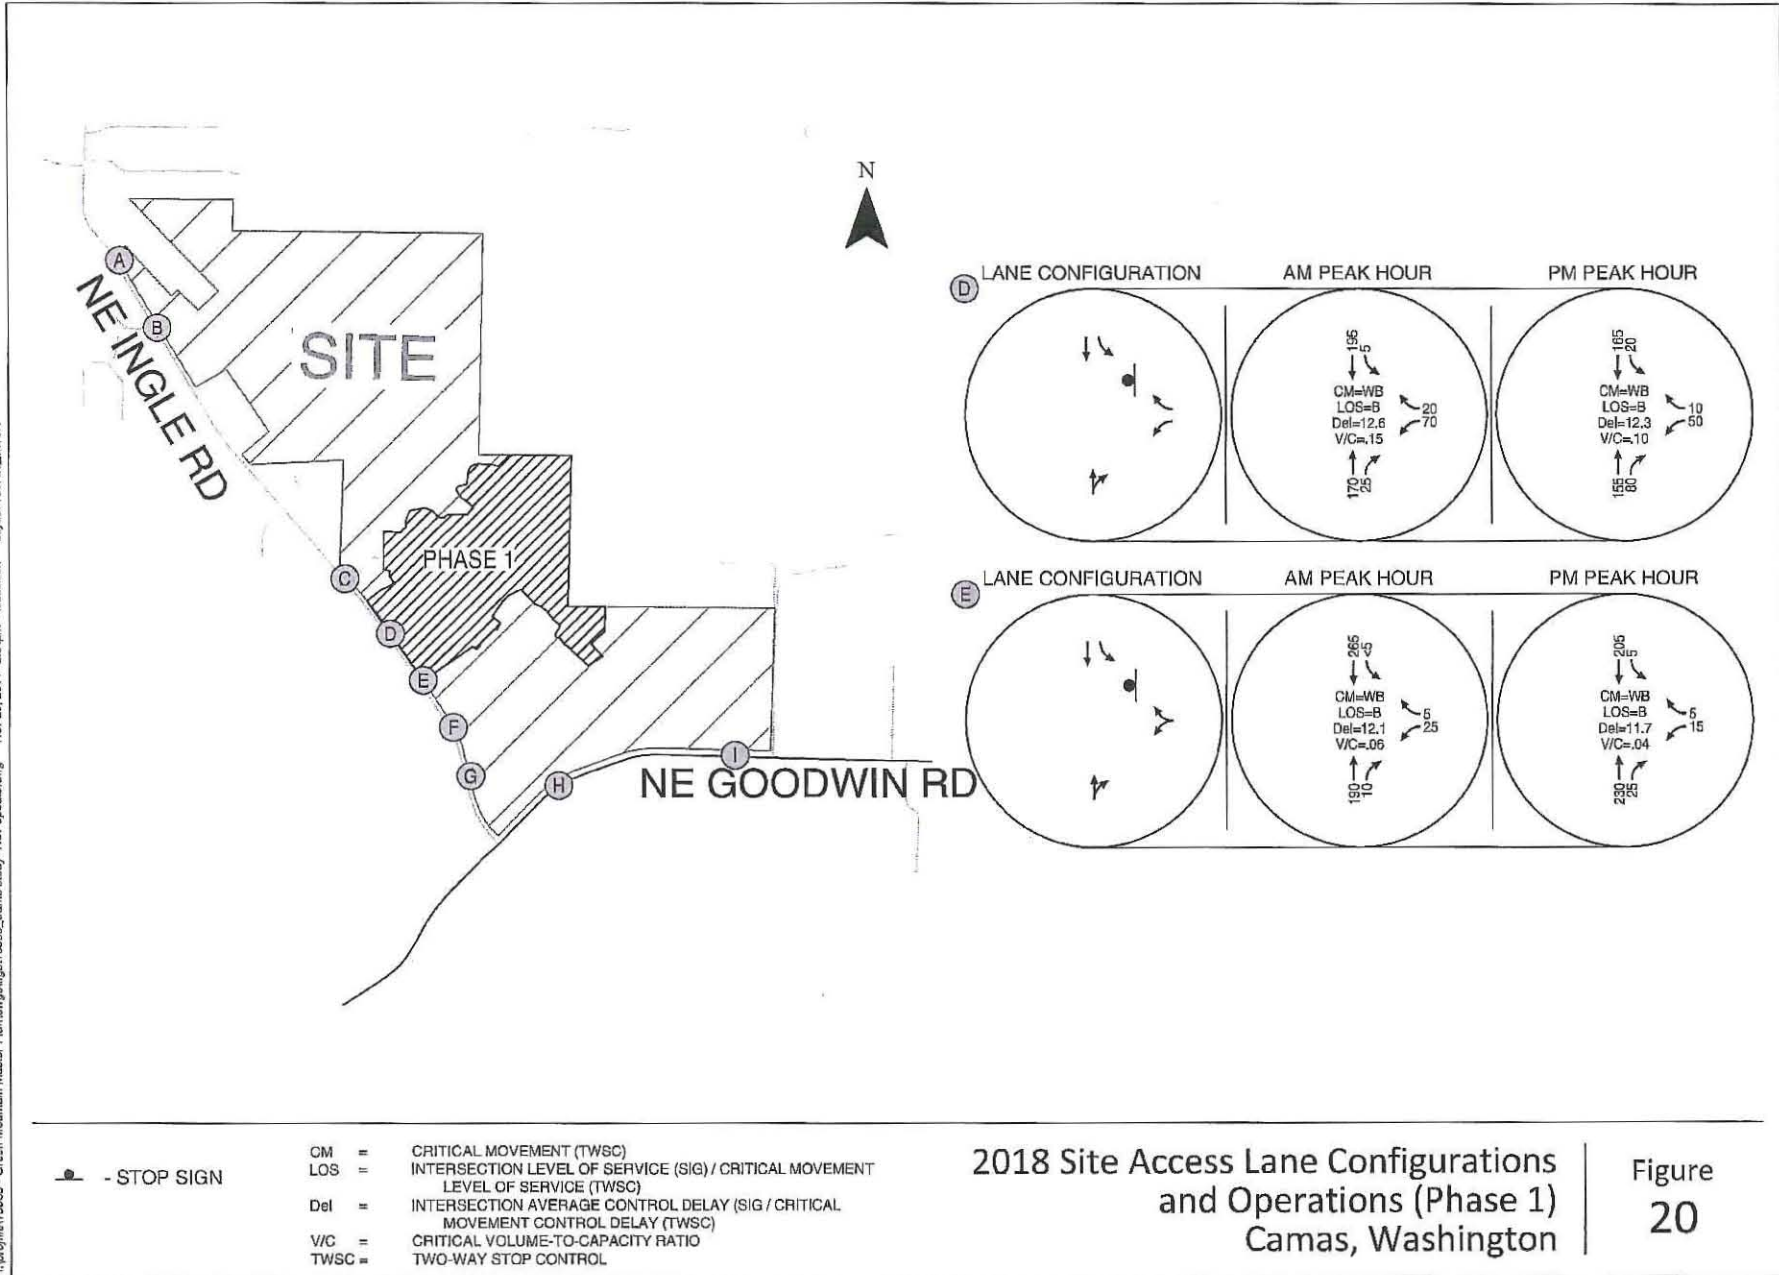 N
A
B
NE INGLE RD
SITE
PHASE 1
C
D
E
F
G
H
I
NE GOODWIN RD
D
LANE CONFIGURATION
AM PEAK HOUR
PM PEAK HOUR
195
5
CM=WB
LOS=B
Del=12.6
V/C=.15
20
70
170
25
165
20
CM=WB
LOS=B
Del=12.3
V/C=.10
10
50
155
80
E
LANE CONFIGURATION
AM PEAK HOUR
PM PEAK HOUR
265
<5
CM=WB
LOS=B
Del=12.1
V/C=.06
5
25
190
10
205
5
CM=WB
LOS=B
Del=11.7
V/C=.04
5
15
230
25
- STOP SIGN
CM = CRITICAL MOVEMENT (TWSC)
LOS = INTERSECTION LEVEL OF SERVICE (SIG) / CRITICAL MOVEMENT
LEVEL OF SERVICE (TWSC)
Del = INTERSECTION AVERAGE CONTROL DELAY (SIG / CRITICAL
MOVEMENT CONTROL DELAY (TWSC)
V/C = CRITICAL VOLUME-TO-CAPACITY RATIO
TWSC = TWO-WAY STOP CONTROL
2018 Site Access Lane Configurations
and Operations (Phase 1)
Camas, Washington
Figure
20